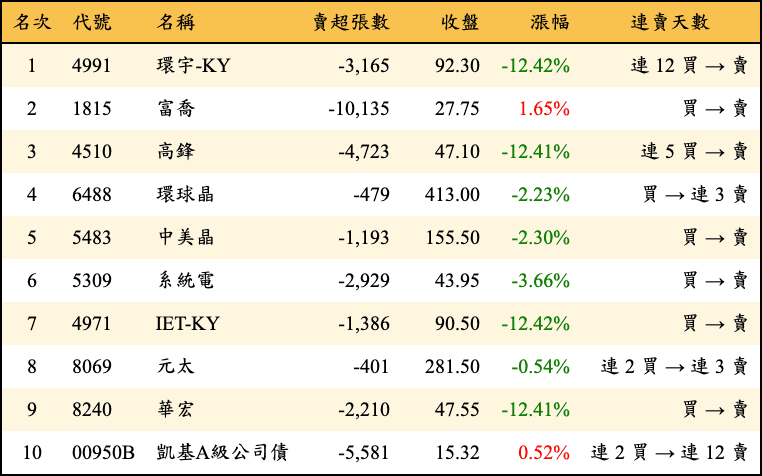 名次 代號 名稱 賣超張數 收盤 漲幅 連賣天數
1 4991 環宇-KY -3,165 92.30 -12.42% 連 12 買 → 賣
2 1815 富喬 -10,135 27.75 1.65% 買 → 賣
3 4510 高鋒 -4,723 47.10 -12.41% 連 5 買 → 賣
4 6488 環球晶 -479 413.00 -2.23% 買 → 連 3 賣
5 5483 中美晶 -1,193 155.50 -2.30% 買 → 賣
6 5309 系統電 -2,929 43.95 -3.66% 買 → 賣
7 4971 IET-KY -1,386 90.50 -12.42% 買 → 賣
8 8069 元太 -401 281.50 -0.54% 連 2 買 → 連 3 賣
9 8240 華宏 -2,210 47.55 -12.41% 買 → 賣
10 00950B 凱基A級公司債 -5,581 15.32 0.52% 連 2 買 → 連 12 賣